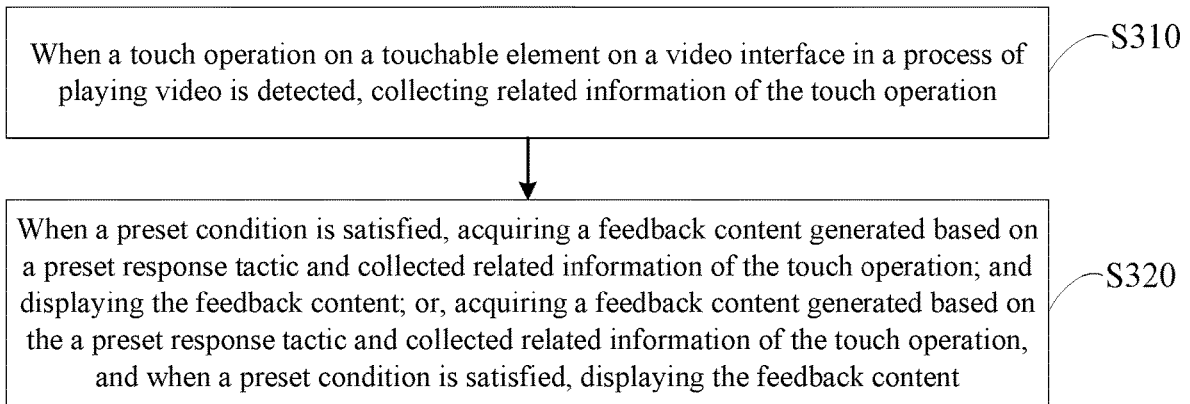 When a touch operation on a touchable element on a video interface in a process of
playing video is detected, collecting related information of the touch operation
S310
When a preset condition is satisfied, acquiring a feedback content generated based on
a preset response tactic and collected related information of the touch operation; and
displaying the feedback content; or, acquiring a feedback content generated based on
the a preset response tactic and collected related information of the touch operation,
and when a preset condition is satisfied, displaying the feedback content
S320